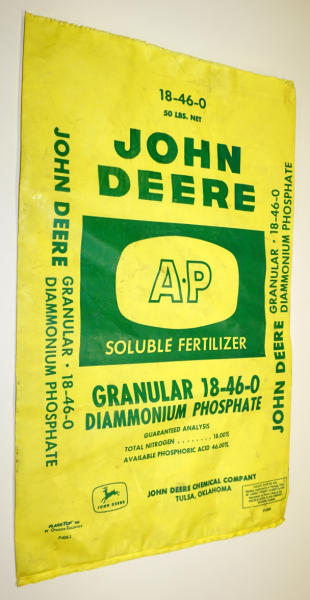 18-46-0
50 LBS. NET
JOHN
DEERE
A·P
SOLUBLE FERTILIZER
GRANULAR 18-46-0
DIAMMONIUM PHOSPHATE
GUARANTEED ANALYSIS
TOTAL NITROGEN . . . . . . . . 18.00%
AVAILABLE PHOSPHORIC ACID 46.00%
JOHN DEERE CHEMICAL COMPANY
TULSA, OKLAHOMA
JOHN DEERE
JOHN DEERE GRANULAR · 18-46-0
DIAMMONIUM PHOSPHATE
JOHN DEERE GRANULAR · 18-46-0
DIAMMONIUM PHOSPHATE